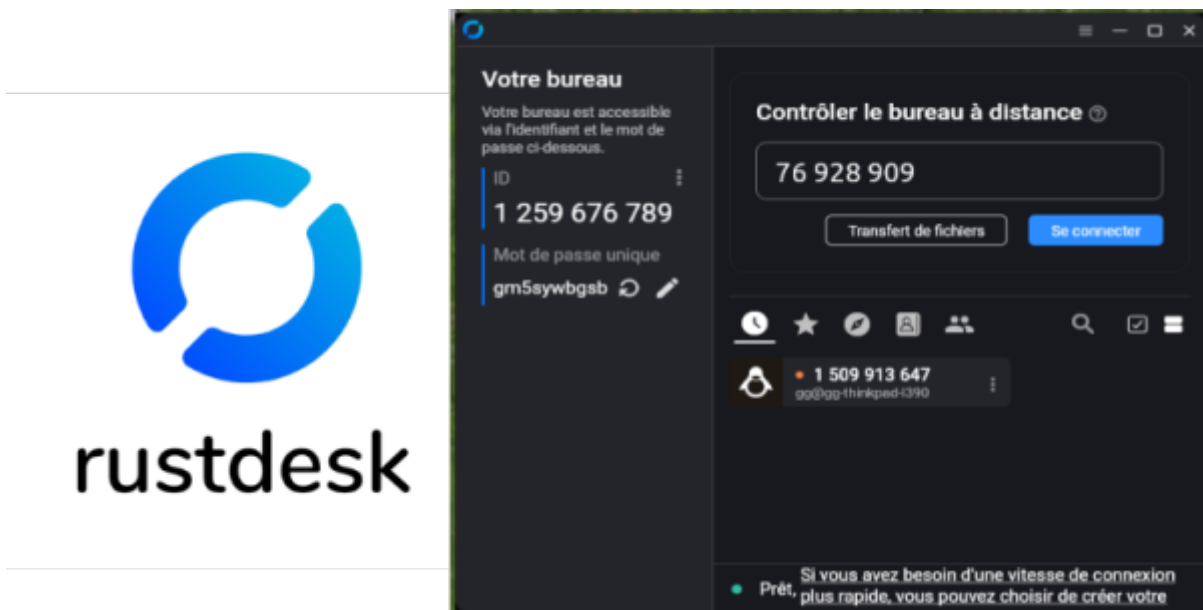 rustdesk
Votre bureau
Votre bureau est accessible
via l'identifiant et le mot de
passe ci-dessous.
ID
1 259 676 789
Mot de passe unique
gm5sywbgsb
Contrôler le bureau à distance
76 928 909
Transfert de fichiers
Se connecter
1 509 913 647
gg@gg-thinkpad-l390
Prêt, Si vous avez besoin d'une vitesse de connexion
plus rapide, vous pouvez choisir de créer votre